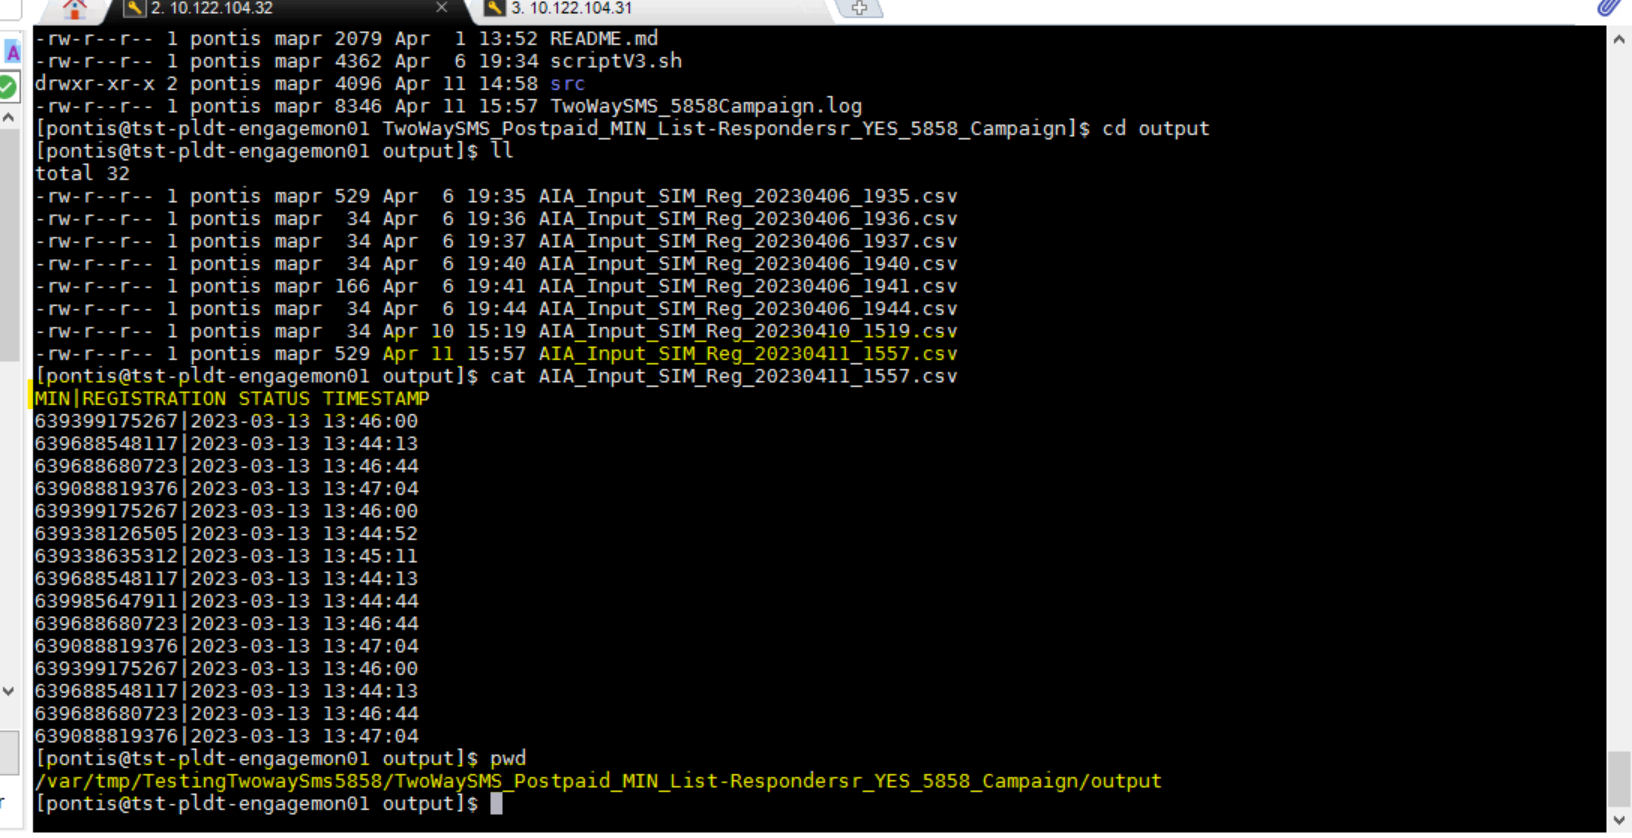 2. 10.122.104.32
3. 10.122.104.31
-rw-r--r-- 1 pontis mapr 2079 Apr  1 13:52 README.md
-rw-r--r-- 1 pontis mapr 4362 Apr  6 19:34 scriptV3.sh
drwxr-xr-x 2 pontis mapr 4096 Apr 11 14:58 src
-rw-r--r-- 1 pontis mapr 8346 Apr 11 15:57 TwoWaySMS_5858Campaign.log
[pontis@tst-pldt-engagemon01 TwoWaySMS_Postpaid_MIN_List-Respondersr_YES_5858_Campaign]$ cd output
[pontis@tst-pldt-engagemon01 output]$ ll
total 32
-rw-r--r-- 1 pontis mapr 529 Apr  6 19:35 AIA_Input_SIM_Reg_20230406_1935.csv
-rw-r--r-- 1 pontis mapr  34 Apr  6 19:36 AIA_Input_SIM_Reg_20230406_1936.csv
-rw-r--r-- 1 pontis mapr  34 Apr  6 19:37 AIA_Input_SIM_Reg_20230406_1937.csv
-rw-r--r-- 1 pontis mapr  34 Apr  6 19:40 AIA_Input_SIM_Reg_20230406_1940.csv
-rw-r--r-- 1 pontis mapr 166 Apr  6 19:41 AIA_Input_SIM_Reg_20230406_1941.csv
-rw-r--r-- 1 pontis mapr  34 Apr  6 19:44 AIA_Input_SIM_Reg_20230406_1944.csv
-rw-r--r-- 1 pontis mapr  34 Apr 10 15:19 AIA_Input_SIM_Reg_20230410_1519.csv
-rw-r--r-- 1 pontis mapr 529 Apr 11 15:57 AIA_Input_SIM_Reg_20230411_1557.csv
[pontis@tst-pldt-engagemon01 output]$ cat AIA_Input_SIM_Reg_20230411_1557.csv
MIN|REGISTRATION STATUS TIMESTAMP
639399175267|2023-03-13 13:46:00
639688548117|2023-03-13 13:44:13
639688680723|2023-03-13 13:46:44
639088819376|2023-03-13 13:47:04
639399175267|2023-03-13 13:46:00
639338126505|2023-03-13 13:44:52
639338635312|2023-03-13 13:45:11
639688548117|2023-03-13 13:44:13
639985647911|2023-03-13 13:44:44
639688680723|2023-03-13 13:46:44
639088819376|2023-03-13 13:47:04
639399175267|2023-03-13 13:46:00
639688548117|2023-03-13 13:44:13
639688680723|2023-03-13 13:46:44
639088819376|2023-03-13 13:47:04
[pontis@tst-pldt-engagemon01 output]$ pwd
/var/tmp/TestingTwowaySms5858/TwoWaySMS_Postpaid_MIN_List-Respondersr_YES_5858_Campaign/output
[pontis@tst-pldt-engagemon01 output]$